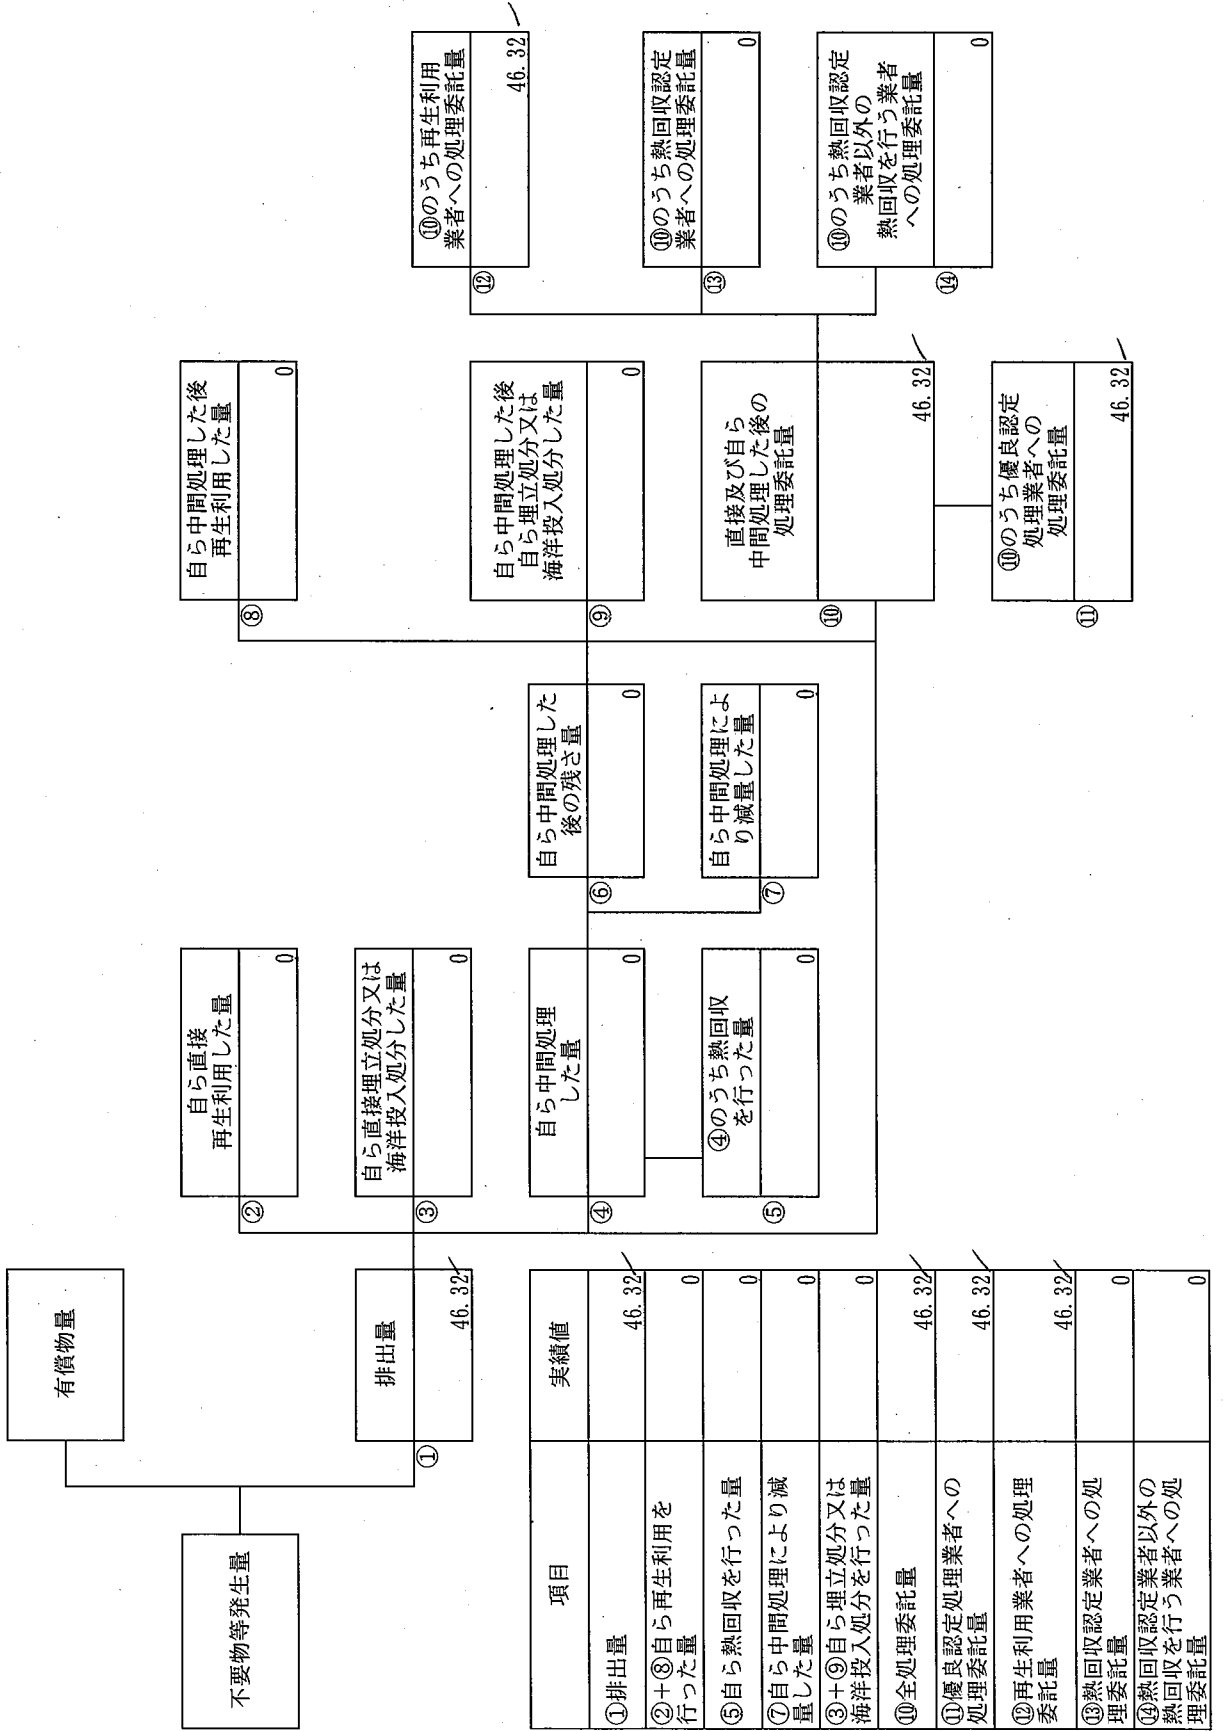 不要物等発生量
有償物量
排出量
①
46.32
自ら直接
再生利用した量
②
0
自ら直接埋立処分又は
海洋投入処分した量
③
0
自ら中間処理
した量
④
0
④のうち熱回収
を行った量
⑤
0
自ら中間処理した
後の残さ量
⑥
0
自ら中間処理によ
り減量した量
⑦
0
自ら中間処理した後
再生利用した量
⑧
0
自ら中間処理した後
自ら埋立処分又は
海洋投入処分した量
⑨
0
直接及び自ら
中間処理した後の
処理委託量
⑩
46.32
⑩のうち優良認定
処理業者への
処理委託量
⑪
46.32
⑩のうち再生利用
業者への処理委託量
⑫
46.32
⑩のうち熱回収認定
業者への処理委託量
⑬
0
⑩のうち熱回収認定
業者以外の
熱回収を行う業者
への処理委託量
⑭
0
項目 実績値
①排出量 46.32
②+⑧自ら再生利用を
行った量 0
⑤自ら熱回収を行った量 0
⑦自ら中間処理により減
量した量 0
③+⑨自ら埋立処分又は
海洋投入処分を行った量 0
⑩全処理委託量 46.32
⑪優良認定処理業者への
処理委託量 46.32
⑫再生利用業者への処理
委託量 46.32
⑬熱回収認定業者への処
理委託量 0
⑭熱回収認定業者以外の
熱回収を行う業者への処
理委託量 0